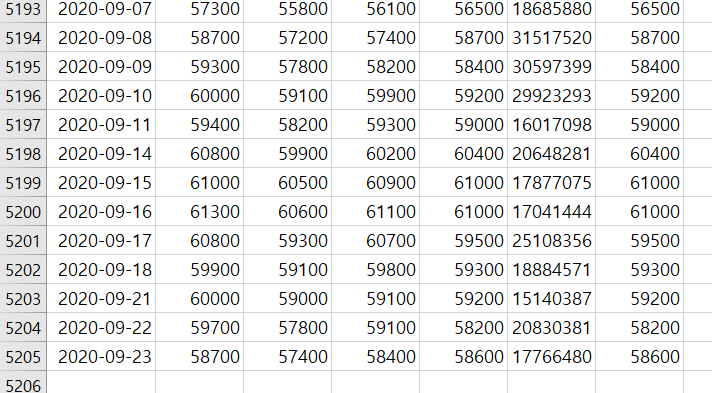 5193 2020-09-07 57300 55800 56100 56500 18685880 56500
5194 2020-09-08 58700 57200 57400 58700 31517520 58700
5195 2020-09-09 59300 57800 58200 58400 30597399 58400
5196 2020-09-10 60000 59100 59900 59200 29923293 59200
5197 2020-09-11 59400 58200 59300 59000 16017098 59000
5198 2020-09-14 60800 59900 60200 60400 20648281 60400
5199 2020-09-15 61000 60500 60900 61000 17877075 61000
5200 2020-09-16 61300 60600 61100 61000 17041444 61000
5201 2020-09-17 60800 59300 60700 59500 25108356 59500
5202 2020-09-18 59900 59100 59800 59300 18884571 59300
5203 2020-09-21 60000 59000 59100 59200 15140387 59200
5204 2020-09-22 59700 57800 59100 58200 20830381 58200
5205 2020-09-23 58700 57400 58400 58600 17766480 58600
5206